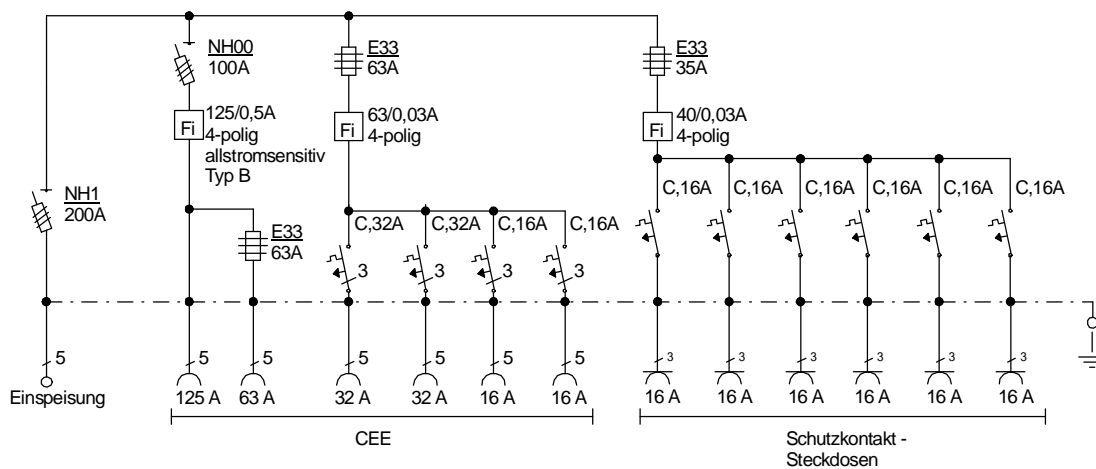 NH00
100A
E33
63A
E33
35A
Fi
125/0,5A
4-polig
allstromsensitiv
Typ B
Fi
63/0,03A
4-polig
Fi
40/0,03A
4-polig
NH1
200A
E33
63A
C,32A
C,32A
C,16A
C,16A
C,16A
C,16A
C,16A
C,16A
C,16A
C,16A
3
3
3
3
5
5
5
5
5
5
5
3
3
3
3
3
3
Einspeisung
125 A
63 A
32 A
32 A
16 A
16 A
16 A
16 A
16 A
16 A
16 A
16 A
CEE
Schutzkontakt -
Steckdosen